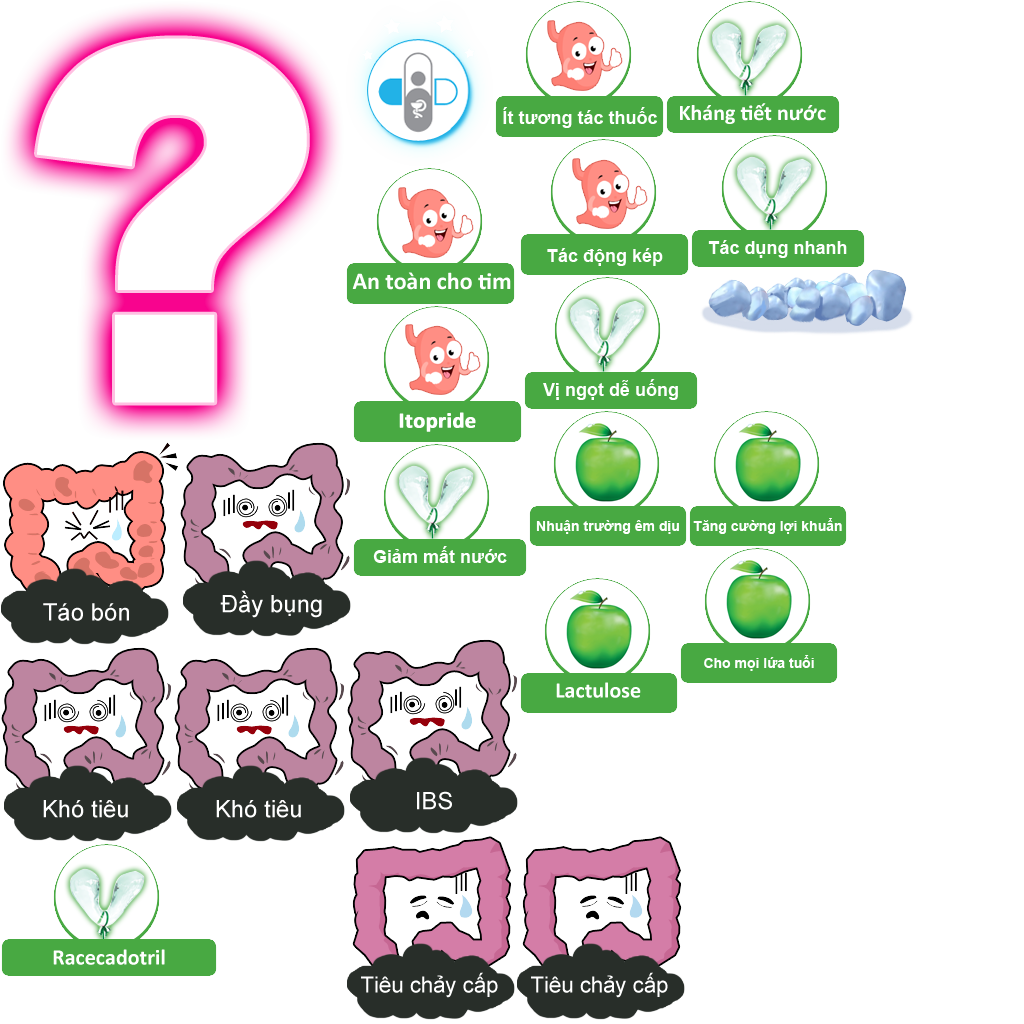 Ít tương tác thuốc
Kháng tiết nước
An toàn cho tim
Tác động kép
Tác dụng nhanh
Itopride
Vị ngọt dễ uống
Giảm mất nước
Nhuận trường êm dịu
Tăng cường lợi khuẩn
Táo bón
Đầy bụng
Lactulose
Cho mọi lứa tuổi
Khó tiêu
Khó tiêu
IBS
Racecadotril
Tiêu chảy cấp
Tiêu chảy cấp